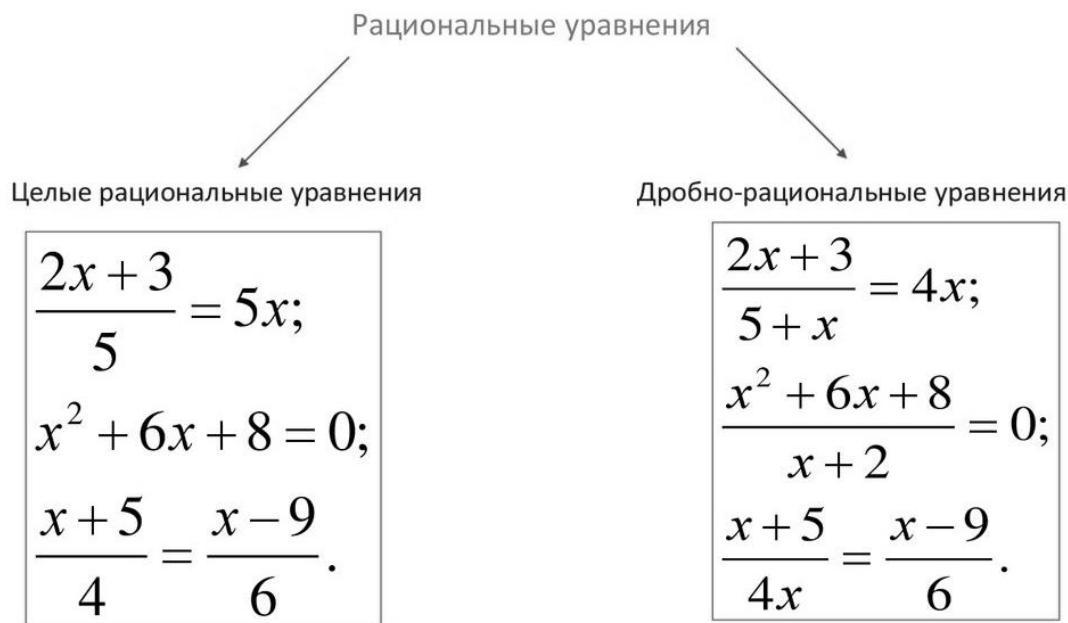 Рациональные уравнения
Целые рациональные уравнения
(2x + 3)/5 = 5x;
x² + 6x + 8 = 0;
(x + 5)/4 = (x − 9)/6.
Дробно-рациональные уравнения
(2x + 3)/(5 + x) = 4x;
(x² + 6x + 8)/(x + 2) = 0;
(x + 5)/(4x) = (x − 9)/6.